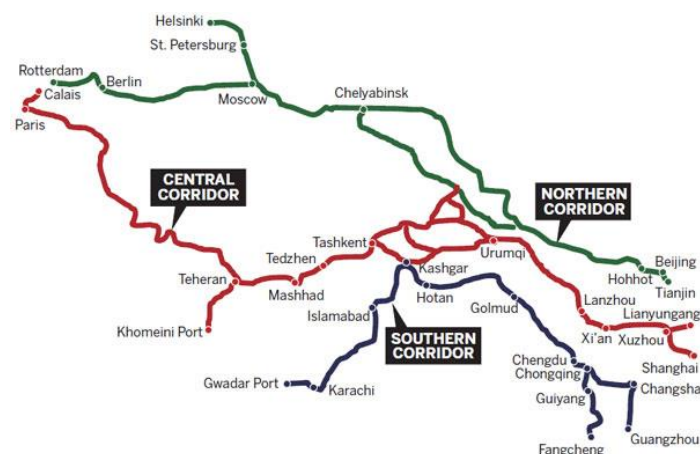 Helsinki
St. Petersburg
Rotterdam
Calais
Berlin
Moscow
Chelyabinsk
Paris
CENTRAL
CORRIDOR
NORTHERN
CORRIDOR
Tashkent
Urumqi
Beijing
Hohhot
Tianjin
Tedzhen
Kashgar
Teheran
Mashhad
Hotan
Golmud
Lanzhou
Lianyungang
Islamabad
Khomeini Port
SOUTHERN
CORRIDOR
Xi'an
Xuzhou
Shanghai
Chengdu
Chongqing
Gwadar Port
Karachi
Changsha
Guiyang
Guangzhou
Fangcheng